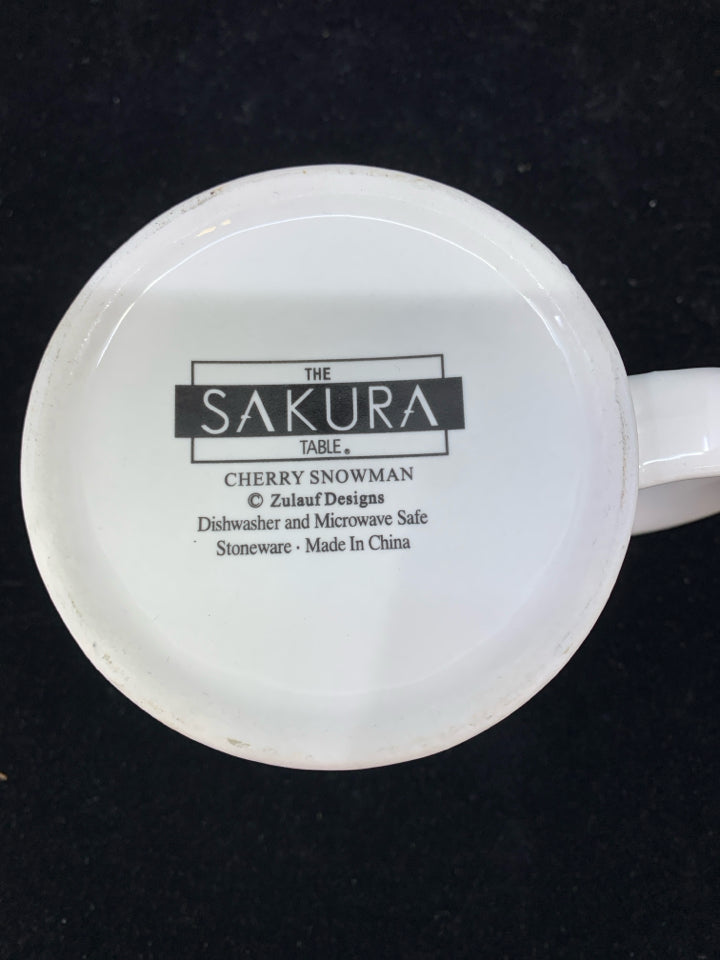 THE
SAKURA
TABLE®
CHERRY SNOWMAN
© Zulauf Designs
Dishwasher and Microwave Safe
Stoneware · Made In China